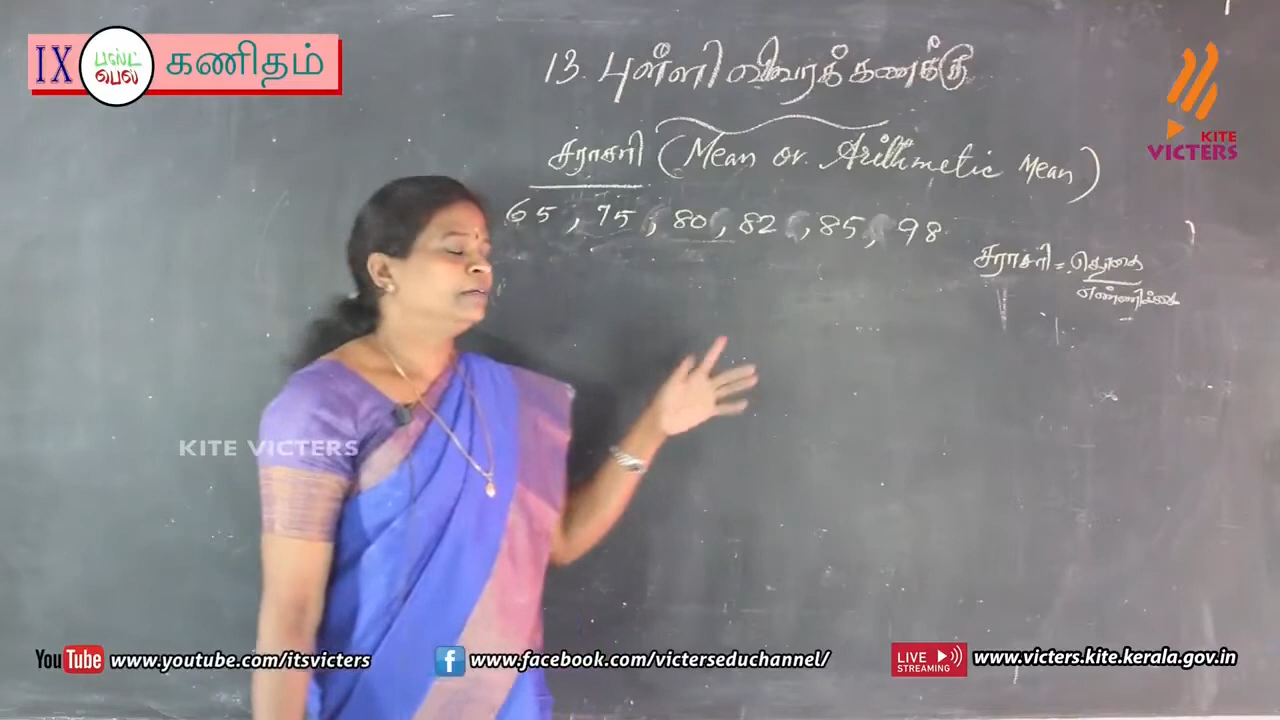 IX பஸ்ட் பெல் கணிதம்
KITE VICTERS
13. புள்ளி விவரக் கணக்கு
சராசரி (Mean or Arithmetic Mean)
65, 75, 80, 82, 85, 98
சராசரி = தொகை
எண்ணிக்கை
KITE VICTERS
YouTube www.youtube.com/itsvicters
f www.facebook.com/victerseduchannel/
LIVE STREAMING www.victers.kite.kerala.gov.in